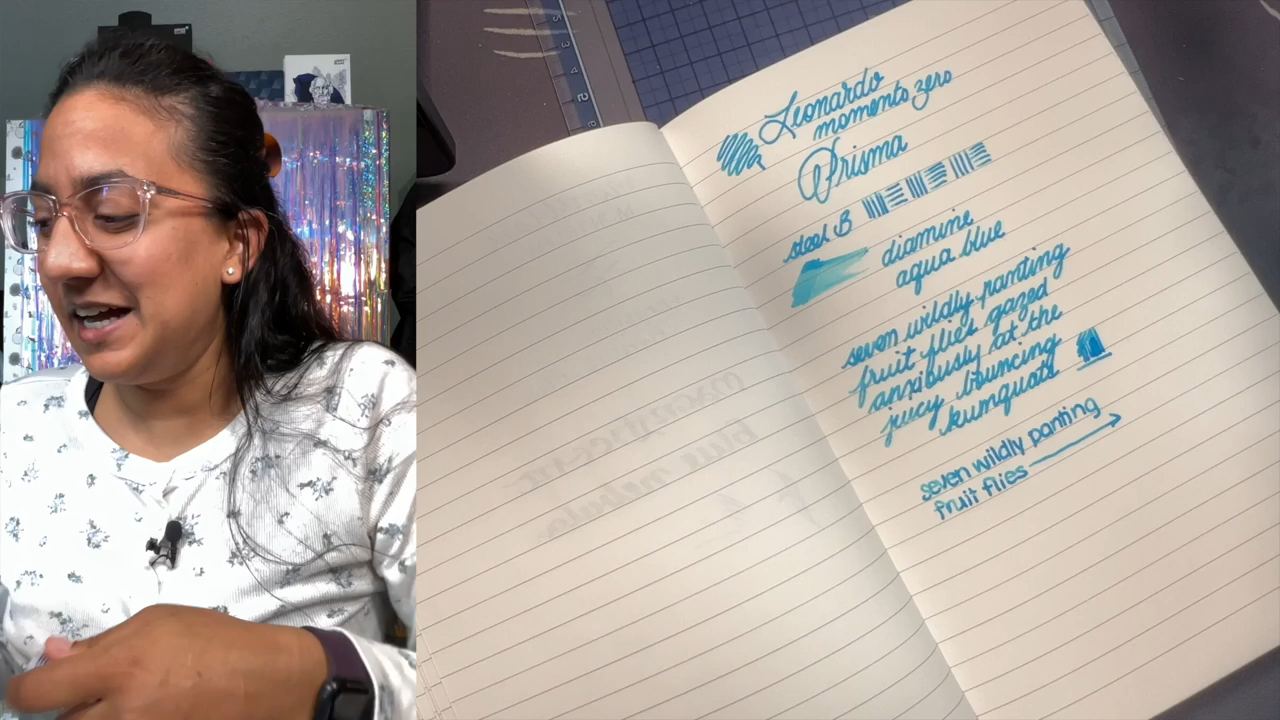 Leonardo
momento zero
Prisma
steel B
diamine
aqua blue
seven wildly panting
fruit flies gazed
anxiously at the
juicy bouncing
kumquats
seven wildly panting
fruit flies